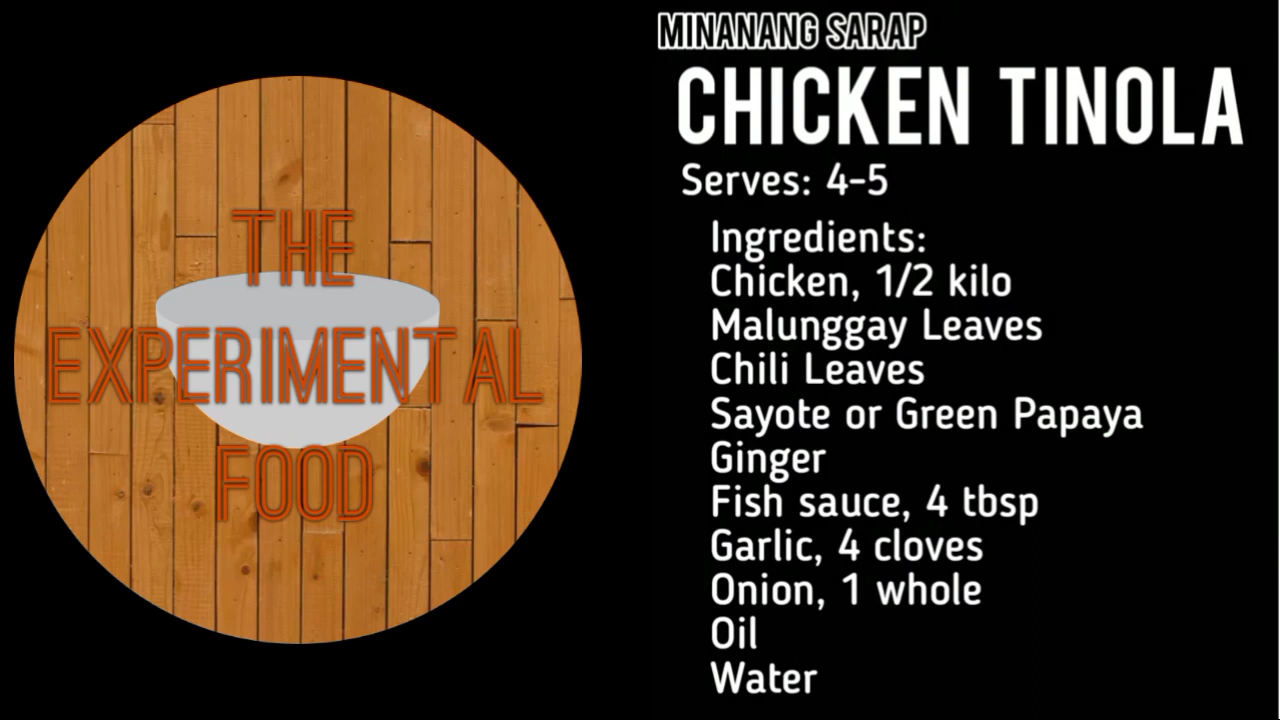 THE
EXPERIMENTAL
FOOD
MINANANG SARAP
CHICKEN TINOLA
Serves: 4-5
Ingredients:
Chicken, 1/2 kilo
Malunggay Leaves
Chili Leaves
Sayote or Green Papaya
Ginger
Fish sauce, 4 tbsp
Garlic, 4 cloves
Onion, 1 whole
Oil
Water